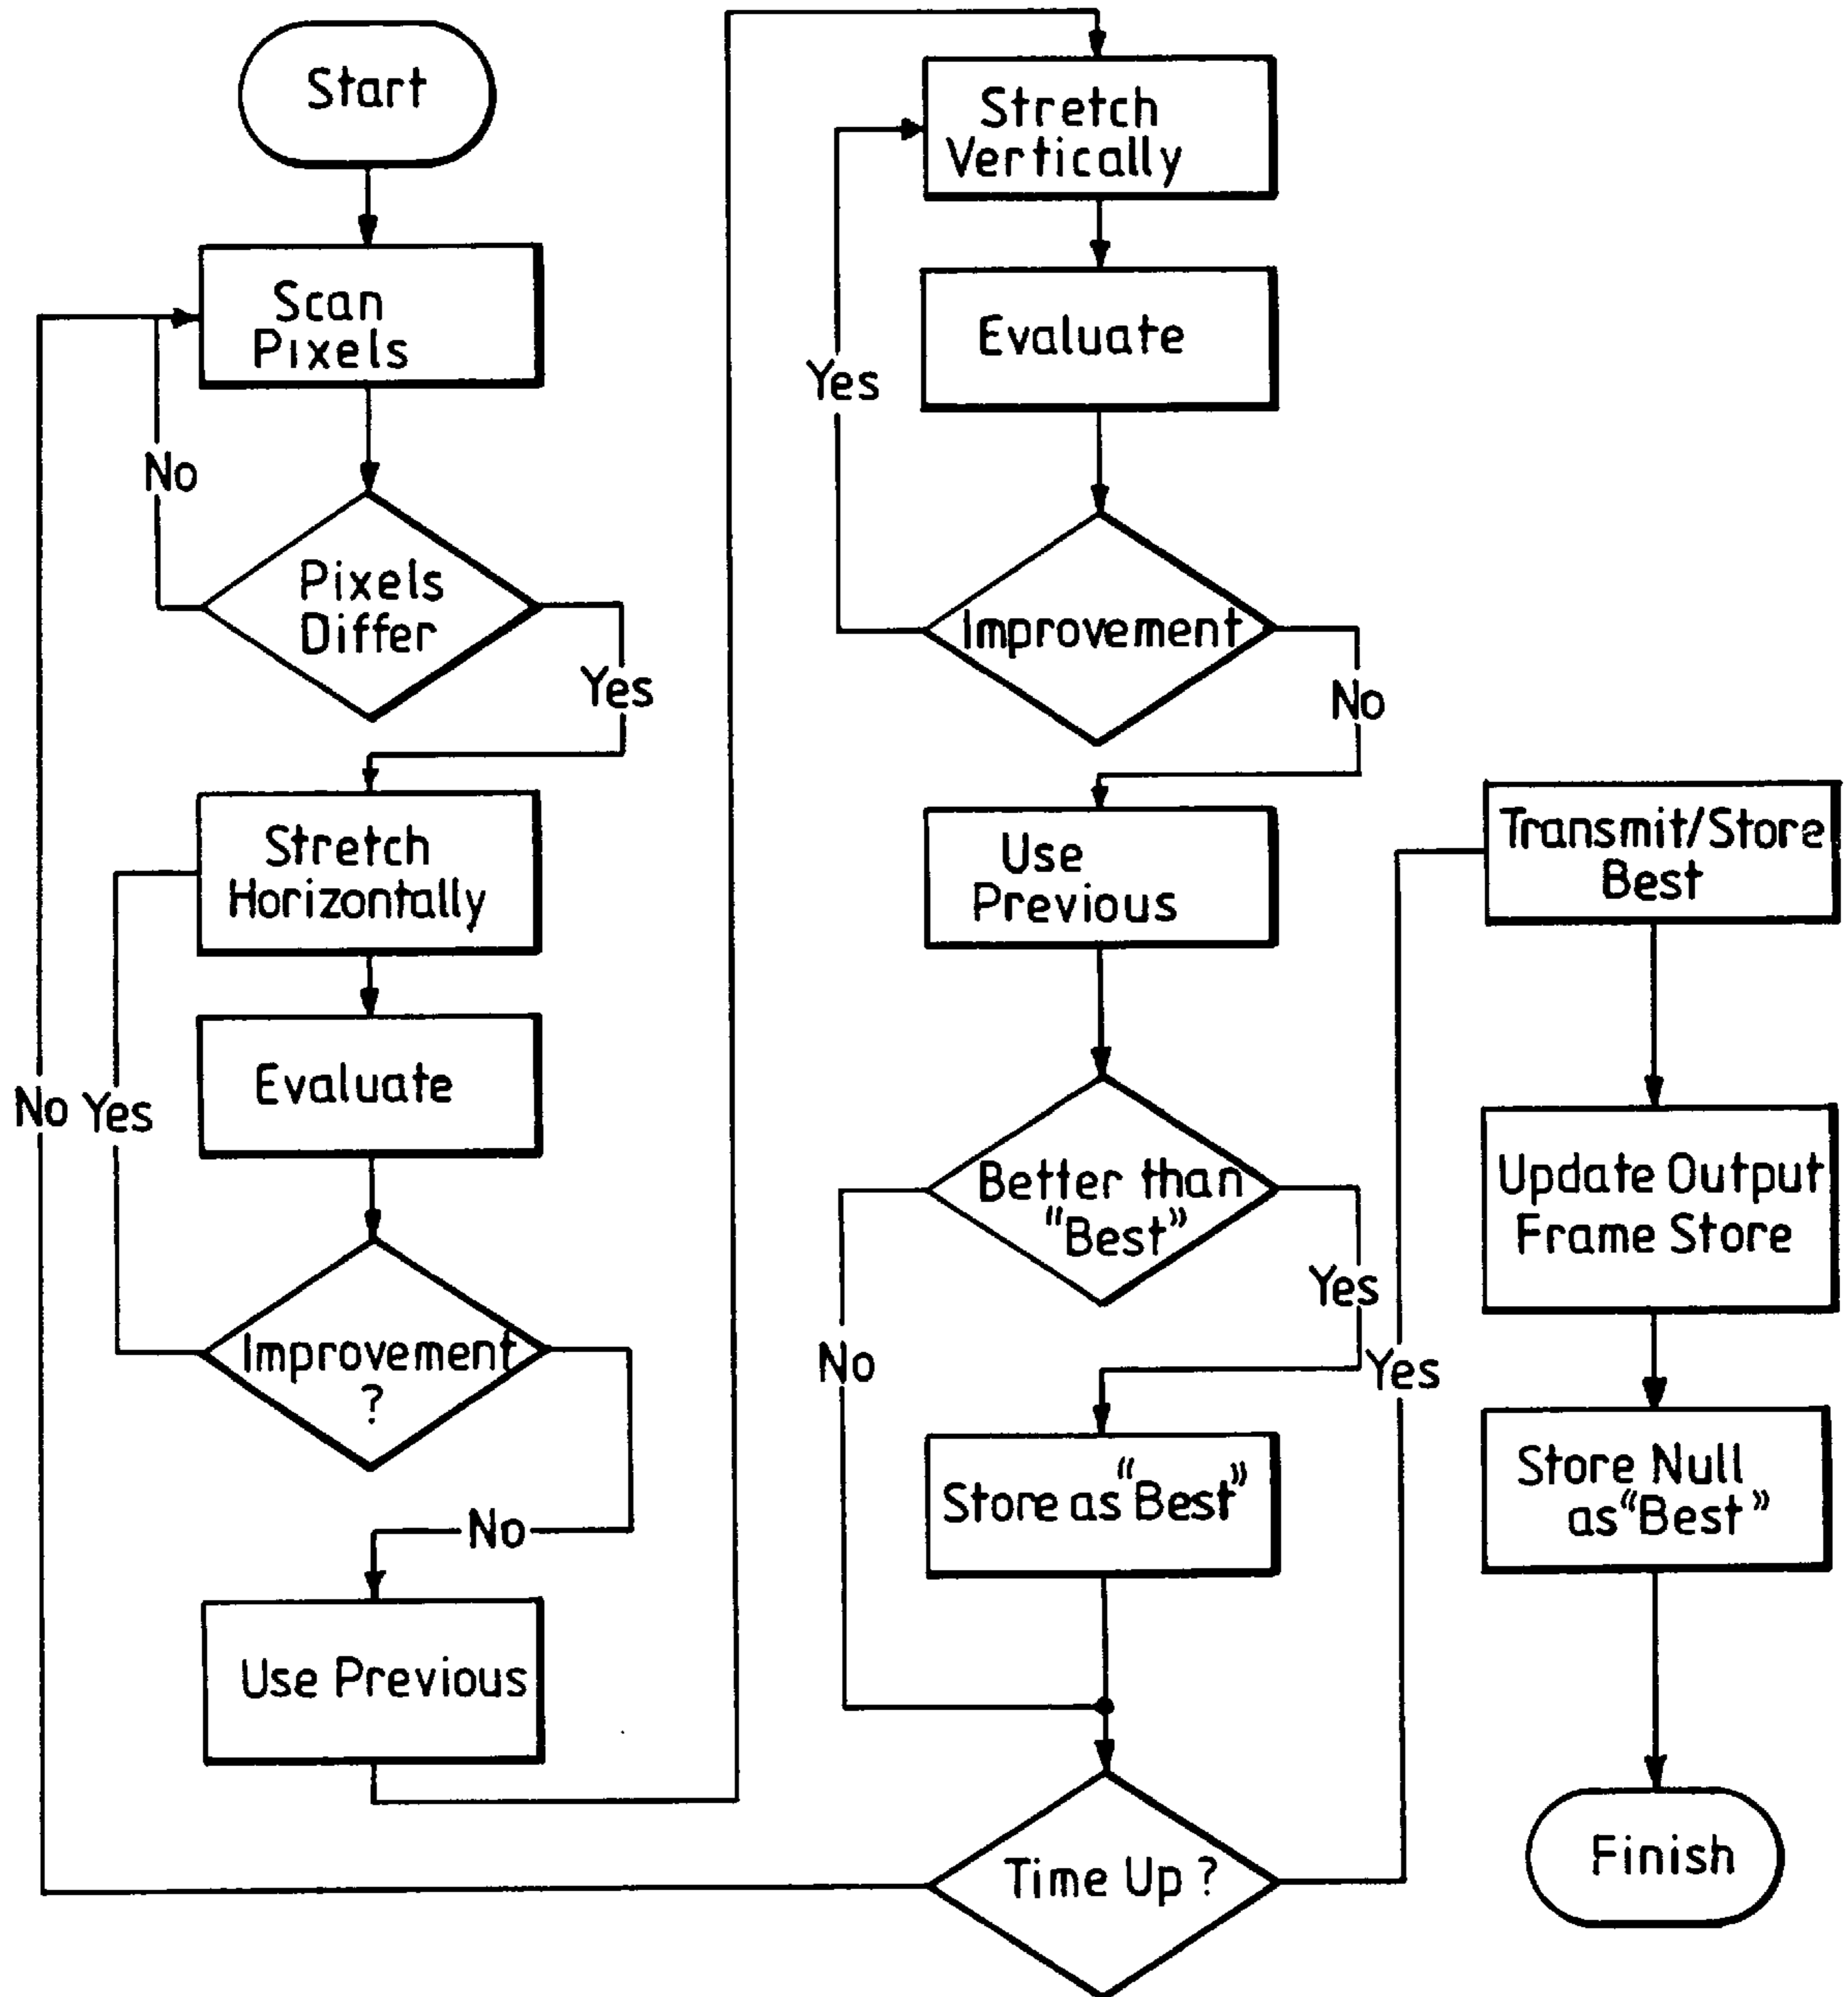 Start
Scan
Pixels
No
Pixels
Differ
Yes
Stretch
Horizontally
Evaluate
No
Yes
Improvement
?
No
Use Previous
Stretch
Vertically
Evaluate
Yes
Improvement
No
Use
Previous
Better than
"Best"
No
Yes
Store as "Best"
Time Up ?
Yes
Transmit/Store
Best
Update Output
Frame Store
Store Null
as "Best"
Finish